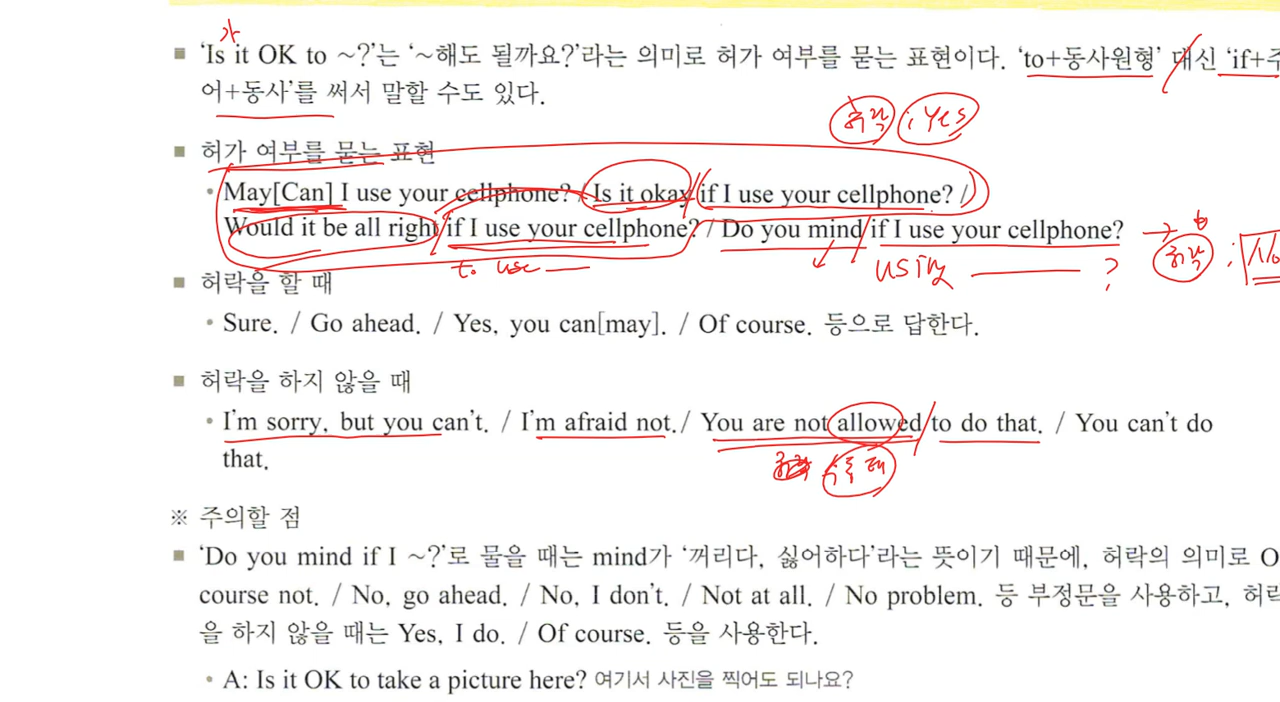 가
'Is it OK to ~?'는 '~해도 될까요?'라는 의미로 허가 여부를 묻는 표현이다. 'to+동사원형' 대신 'if+주
어+동사'를 써서 말할 수도 있다.
허락 : Yes
허가 여부를 묻는 표현
May[Can] I use your cellphone? / Is it okay if I use your cellphone? /
Would it be all right if I use your cellphone? / Do you mind if I use your cellphone?
to use
using ?
허락 : No
허락을 할 때
Sure. / Go ahead. / Yes, you can[may]. / Of course. 등으로 답한다.
허락을 하지 않을 때
I'm sorry, but you can't. / I'm afraid not. / You are not allowed to do that. / You can't do
that.
수동태
※ 주의할 점
'Do you mind if I ~?'로 물을 때는 mind가 '꺼리다, 싫어하다'라는 뜻이기 때문에, 허락의 의미로 O
course not. / No, go ahead. / No, I don't. / Not at all. / No problem. 등 부정문을 사용하고, 허락
을 하지 않을 때는 Yes, I do. / Of course. 등을 사용한다.
A: Is it OK to take a picture here? 여기서 사진을 찍어도 되나요?